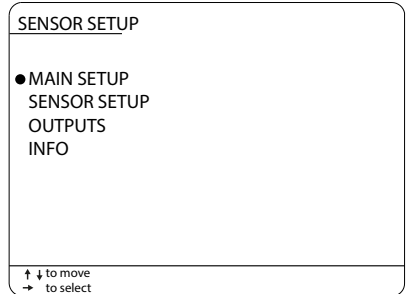 SENSOR SETUP
● MAIN SETUP
SENSOR SETUP
OUTPUTS
INFO
↑ ↓ to move
→ to select